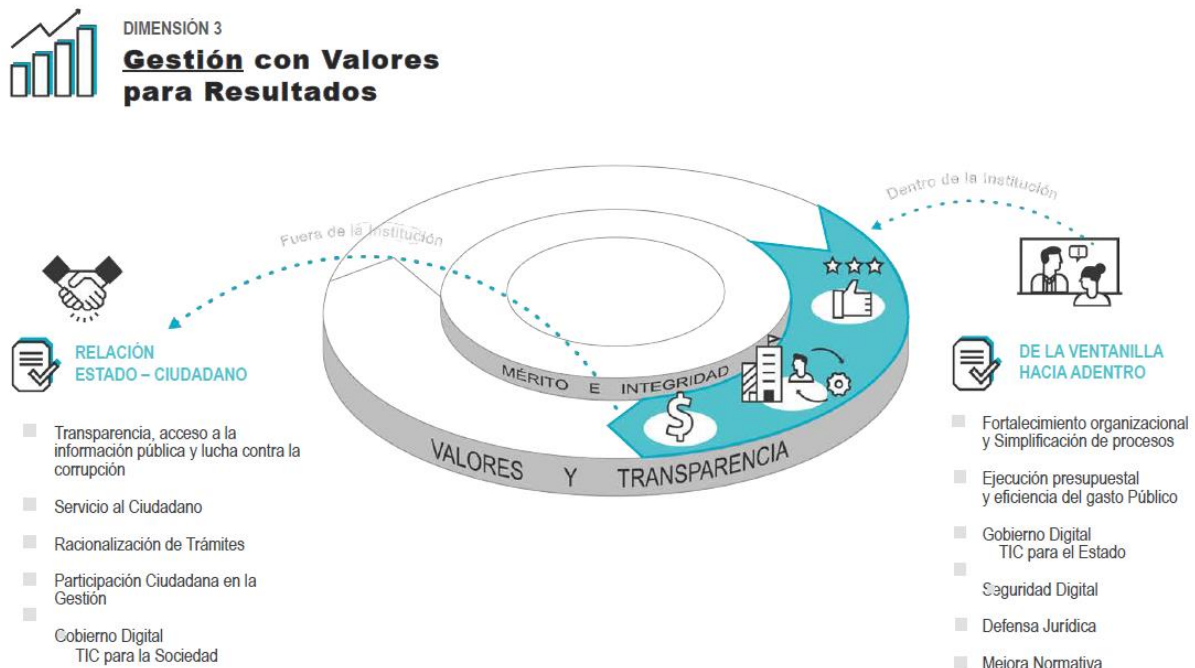 DIMENSIÓN 3
Gestión con Valores
para Resultados
Fuera de la Institución
Dentro de la Institución
MÉRITO E INTEGRIDAD
VALORES Y TRANSPARENCIA
$
RELACIÓN
ESTADO – CIUDADANO
Transparencia, acceso a la
información pública y lucha contra la
corrupción
Servicio al Ciudadano
Racionalización de Trámites
Participación Ciudadana en la
Gestión
Gobierno Digital
TIC para la Sociedad
DE LA VENTANILLA
HACIA ADENTRO
Fortalecimiento organizacional
y Simplificación de procesos
Ejecución presupuestal
y eficiencia del gasto Público
Gobierno Digital
TIC para el Estado
Seguridad Digital
Defensa Jurídica
Mejora Normativa